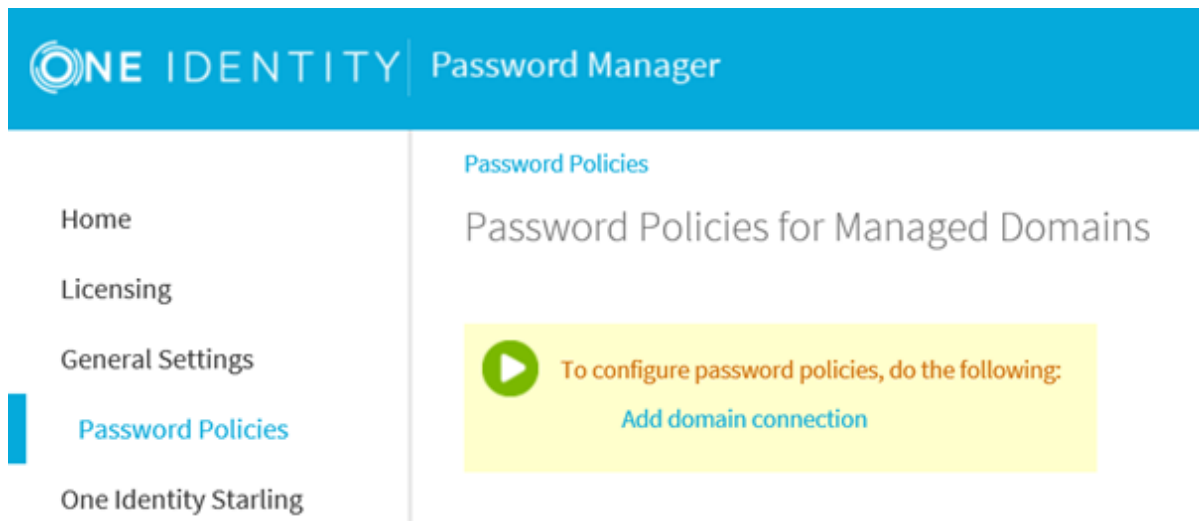 ONE IDENTITY Password Manager
Password Policies
Home
Password Policies for Managed Domains
Licensing
General Settings
To configure password policies, do the following:
Add domain connection
Password Policies
One Identity Starling